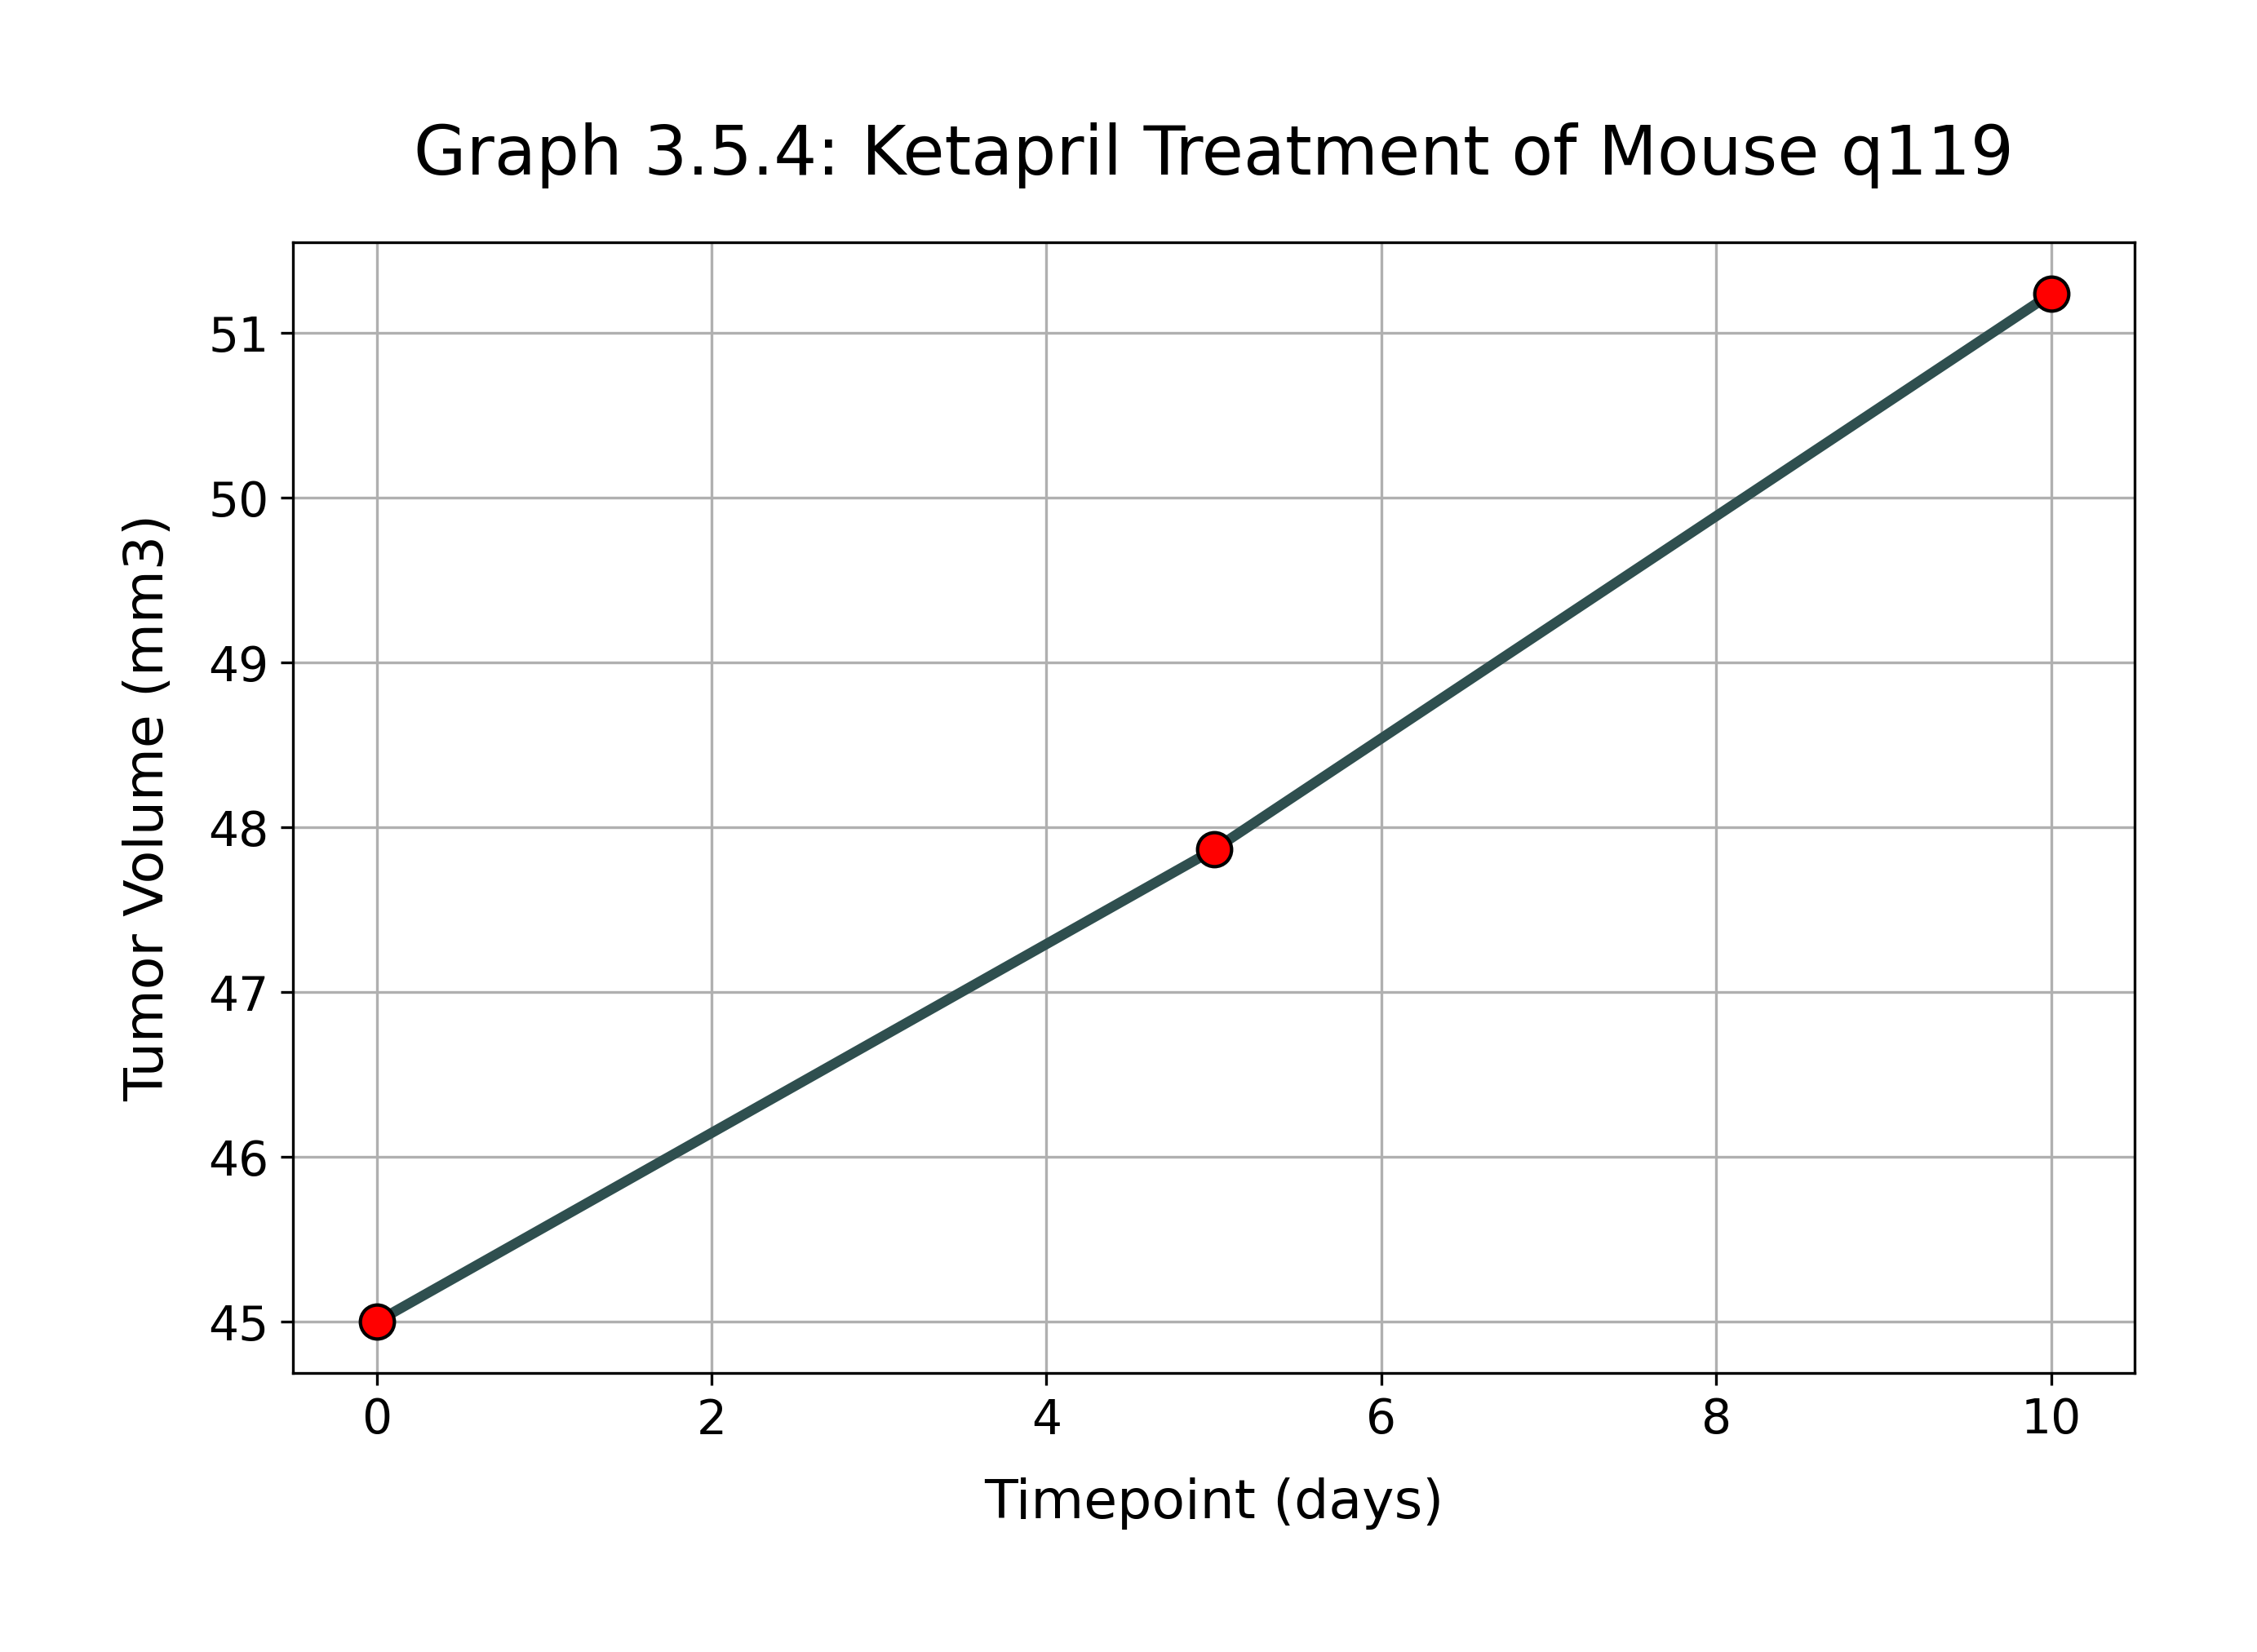 Graph 3.5.4: Ketapril Treatment of Mouse q119
51
50
49
48
47
46
45
Tumor Volume (mm3)
0 2 4 6 8 10
Timepoint (days)